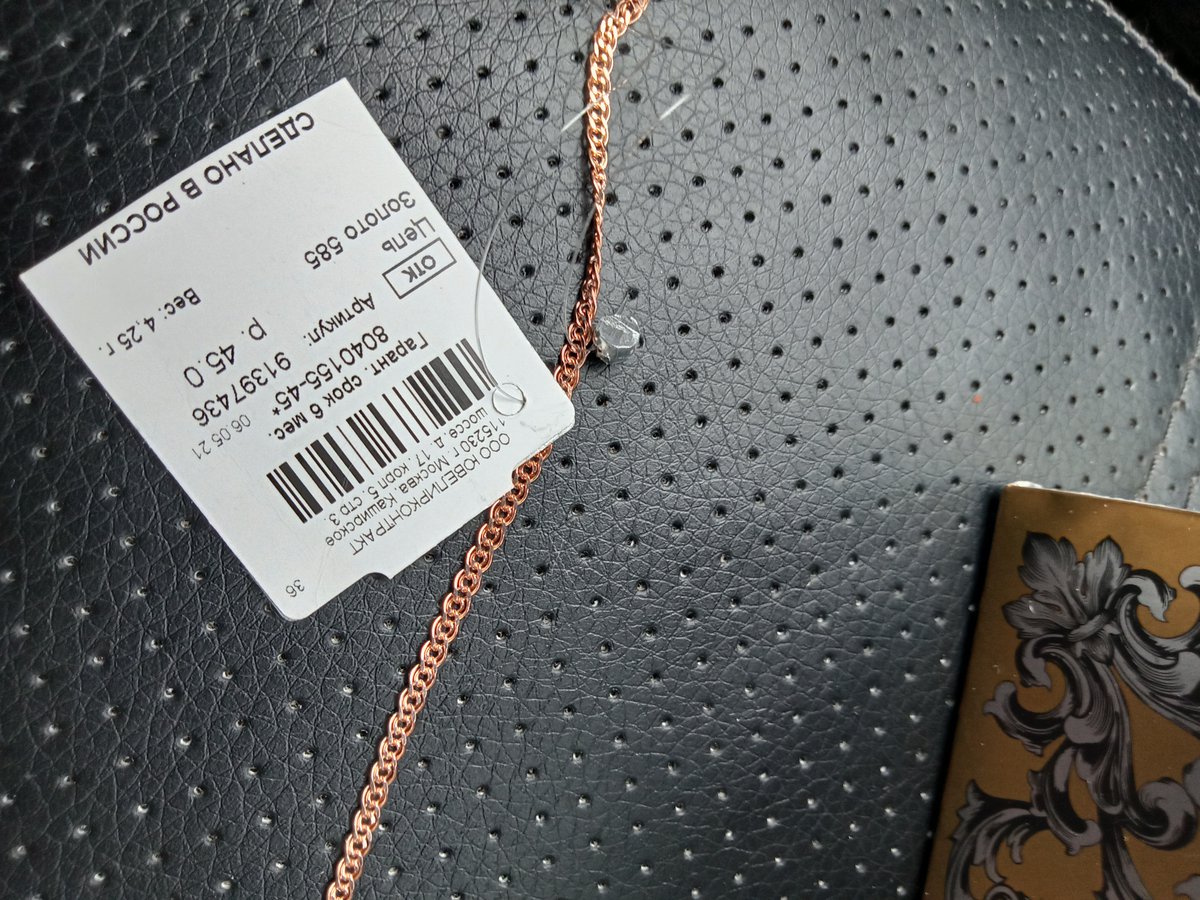 ООО ЮВЕЛИРКОНТРАКТ
115230 г. Москва Каширское
шоссе д. 17. коп 5. стр 3.
Гарант. срок 6 мес.
8040155-45*
Артикул: 91397436
06.05 21
ОТК
р. 45.0
Цепь
Вес: 4,25 г.
Золото 585
СДЕЛАНО В РОССИИ
36